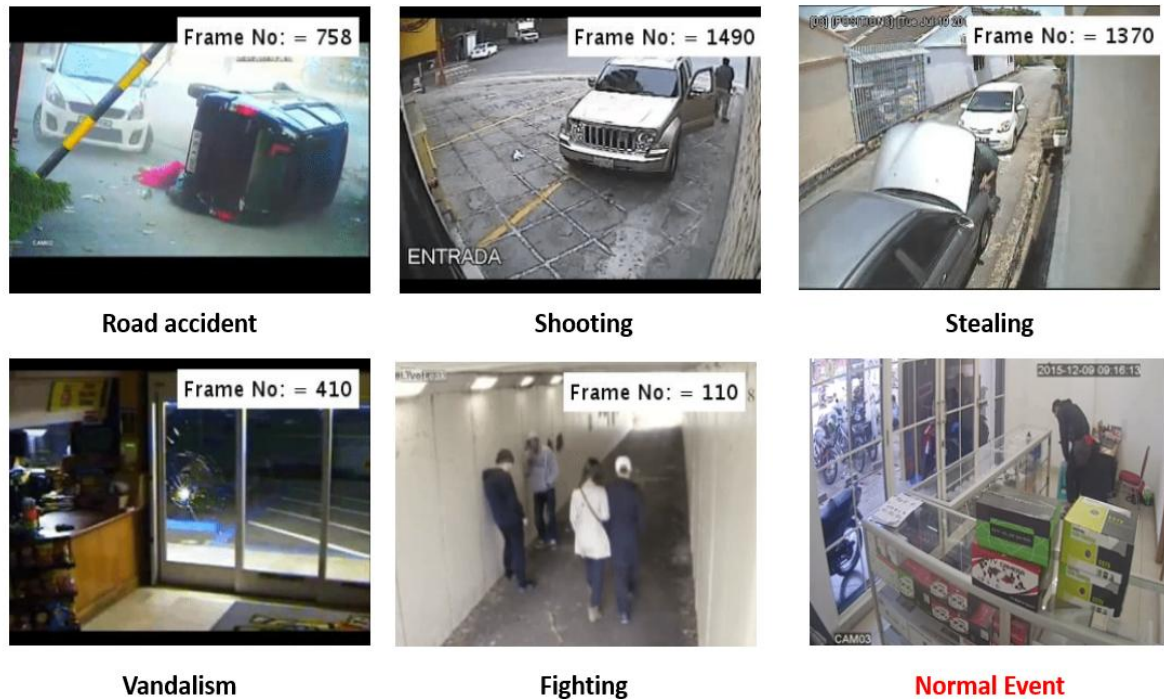 Frame No: = 758
Frame No: = 1490
Frame No: = 1370
CAM03
ENTRADA
Road accident
Shooting
Stealing
Frame No: = 410
Frame No: = 110
2015-12-09 09:16:13
CAM03
Vandalism
Fighting
Normal Event